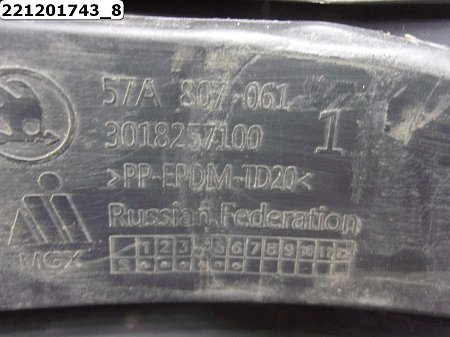 221201743_8
57A 807 061
3018257100 1
>PP-EPDM-TD20<
Russian Federation
1 2 3 4 5 6 7 8 9 10 11 12
MGX